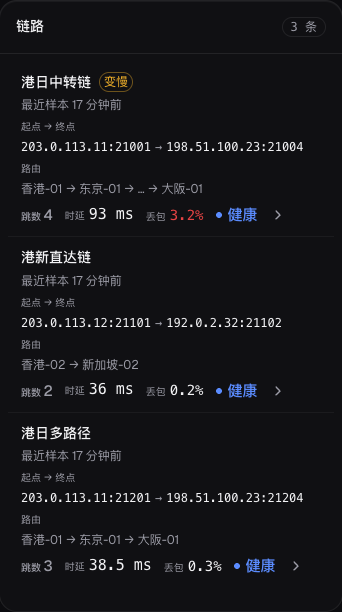 链路 3 条
港日中转链 变慢
最近样本 17 分钟前
起点 → 终点
203.0.113.11:21001 → 198.51.100.23:21004
路由
香港-01 → 东京-01 → … → 大阪-01
跳数 4 时延 93 ms 丢包 3.2% 健康
港新直达链
最近样本 17 分钟前
起点 → 终点
203.0.113.12:21101 → 192.0.2.32:21102
路由
香港-02 → 新加坡-02
跳数 2 时延 36 ms 丢包 0.2% 健康
港日多路径
最近样本 17 分钟前
起点 → 终点
203.0.113.11:21201 → 198.51.100.23:21204
路由
香港-01 → 东京-01 → 大阪-01
跳数 3 时延 38.5 ms 丢包 0.3% 健康